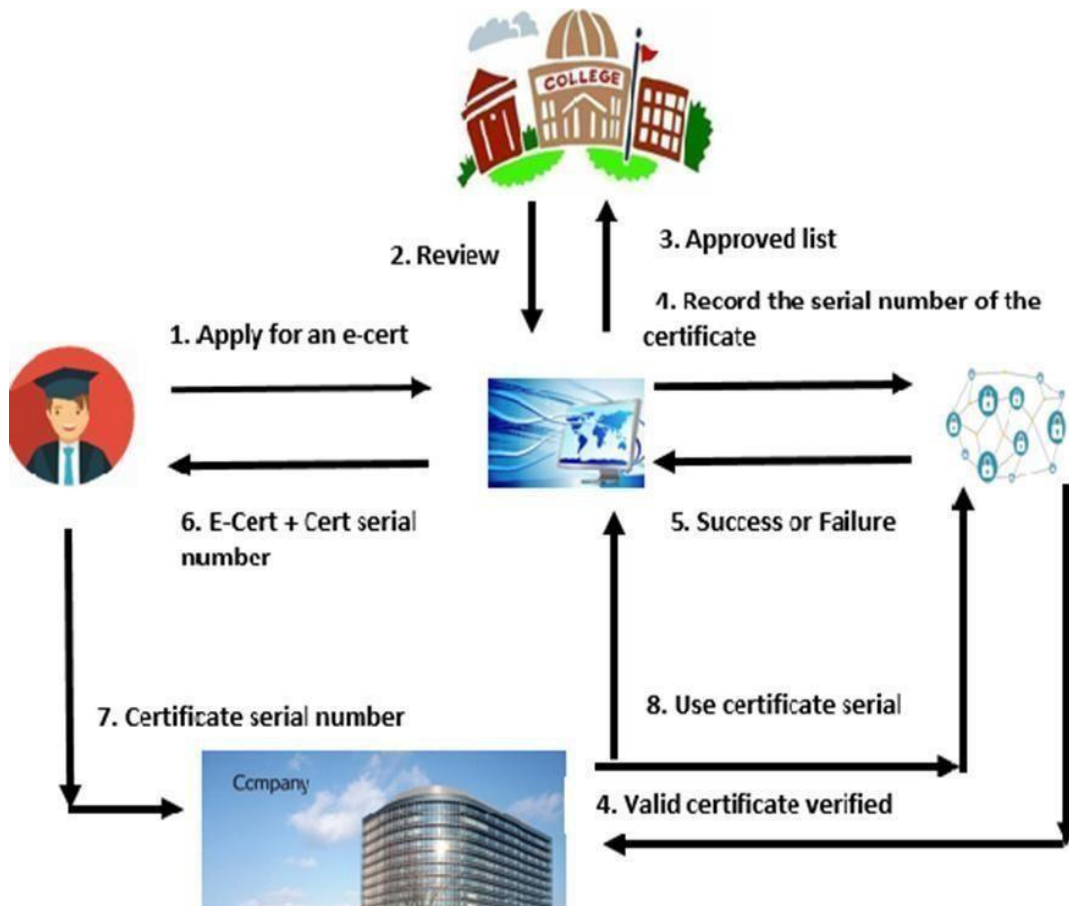 COLLEGE
2. Review
3. Approved list
1. Apply for an e-cert
4. Record the serial number of the
certificate
6. E-Cert + Cert serial
number
5. Success or Failure
7. Certificate serial number
8. Use certificate serial
Company
4. Valid certificate verified